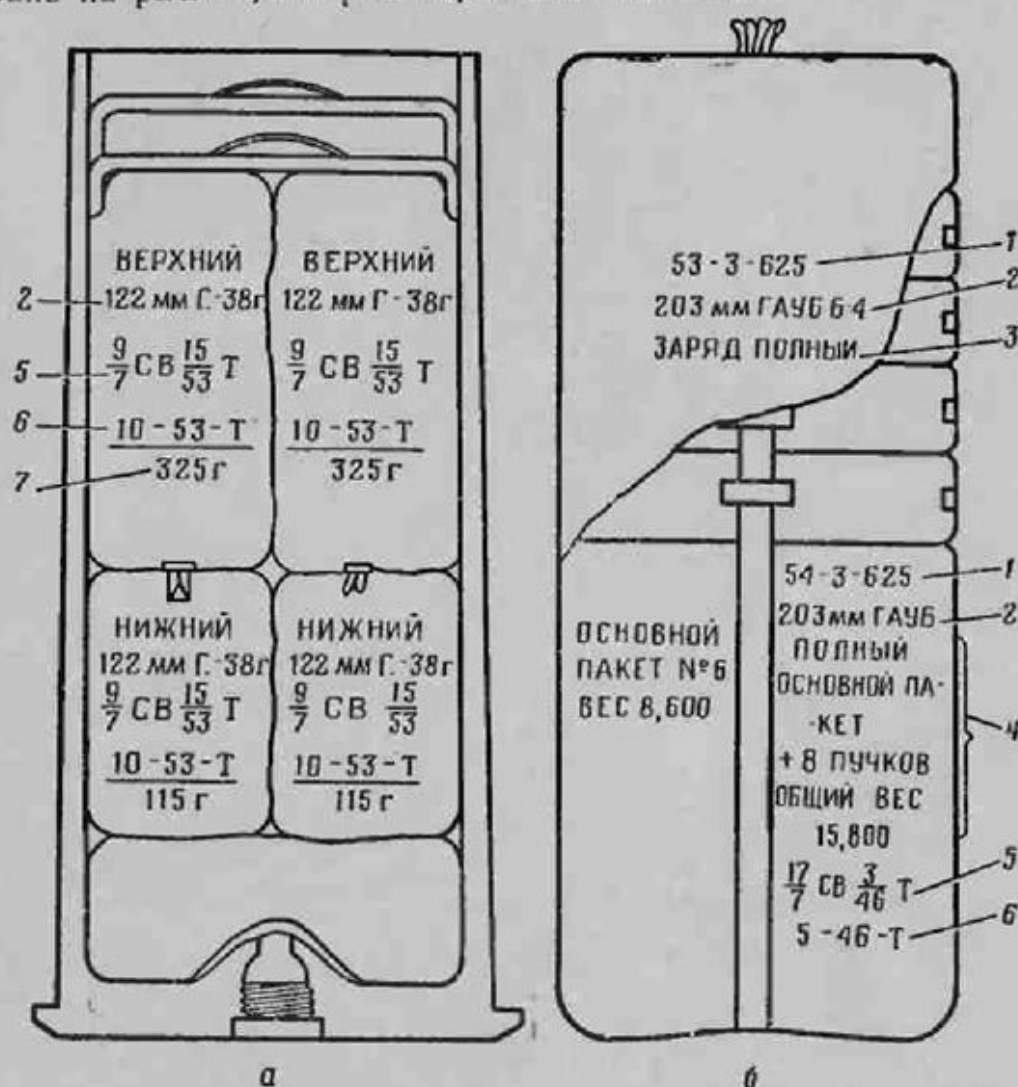 ВЕРХНИЙ ВЕРХНИЙ
2 122 мм Г.-38г 122 мм Г-38г
5 9/7 СВ 15/53 Т 9/7 СВ 15/53 Т
6 10-53-Т 10-53-Т
7 325г 325г
НИЖНИЙ НИЖНИЙ
122 мм Г.-38г 122 мм Г.-38г
9/7 СВ 15/53 Т 9/7 СВ 15/53
10-53-Т 10-53-Т
115 г 115 г
а
53-3-625 1
203 мм ГАУБ Б-4 2
ЗАРЯД ПОЛНЫЙ 3
ОСНОВНОЙ
ПАКЕТ №6
ВЕС 8,600
54-3-625 1
203мм ГАУБ 2
ПОЛНЫЙ
ОСНОВНОЙ ПА-
-КЕТ 4
+ 8 ПУЧКОВ
ОБЩИЙ ВЕС
15,800
17/7 СВ 3/46 Т 5
5-46-Т 6
б